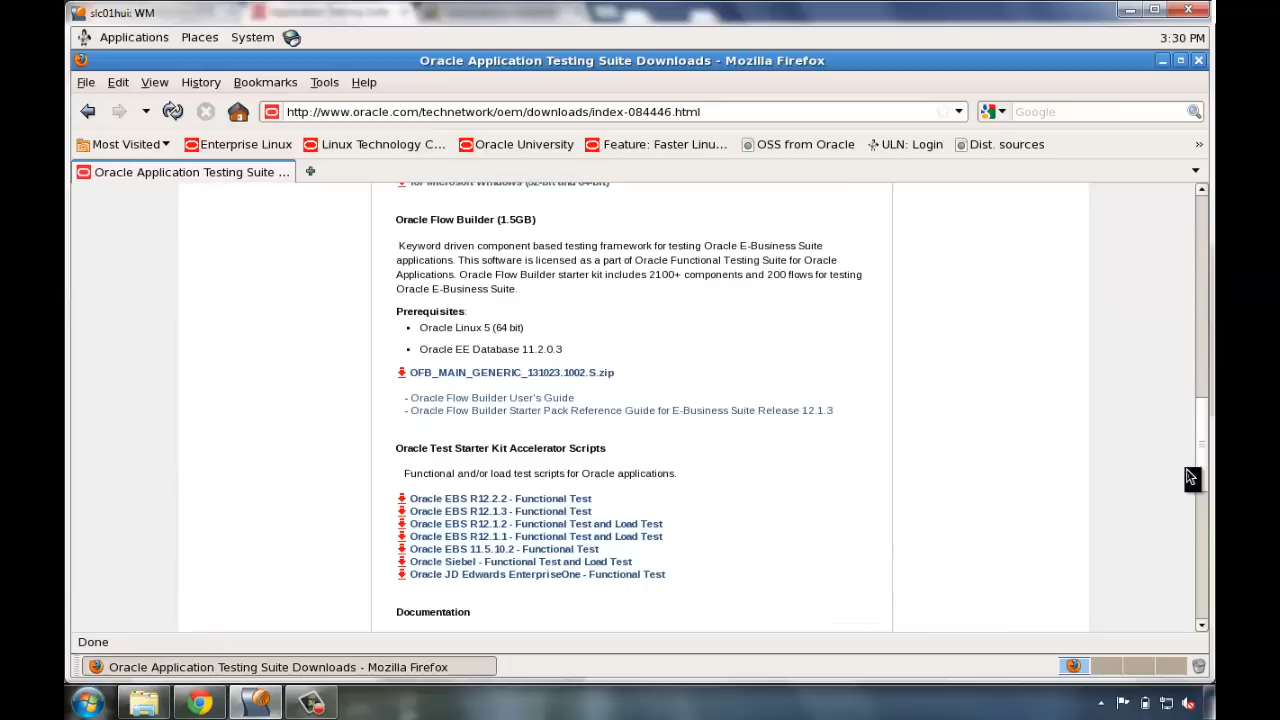 slc01hui: WM
Applications Places System
3:30 PM
Oracle Application Testing Suite Downloads - Mozilla Firefox
File Edit View History Bookmarks Tools Help
3
http://www.oracle.com/technetwork/oem/downloads/index-084446.html
Google
Most Visited Enterprise Linux Linux Technology C... Oracle University Feature: Faster Linu... OSS from Oracle ULN: Login Dist. sources »
Oracle Application Testing Suite ...
for Microsoft Windows (32-bit and 64-bit)
Oracle Flow Builder (1.5GB)
Keyword driven component based testing framework for testing Oracle E-Business Suite
applications. This software is licensed as a part of Oracle Functional Testing Suite for Oracle
Applications. Oracle Flow Builder starter kit includes 2100+ components and 200 flows for testing
Oracle E-Business Suite.
Prerequisites:
▪ Oracle Linux 5 (64 bit)
▪ Oracle EE Database 11.2.0.3
OFB_MAIN_GENERIC_131023.1002.S.zip
- Oracle Flow Builder User's Guide
- Oracle Flow Builder Starter Pack Reference Guide for E-Business Suite Release 12.1.3
Oracle Test Starter Kit Accelerator Scripts
Functional and/or load test scripts for Oracle applications.
Oracle EBS R12.2.2 - Functional Test
Oracle EBS R12.1.3 - Functional Test
Oracle EBS R12.1.2 - Functional Test and Load Test
Oracle EBS R12.1.1 - Functional Test and Load Test
Oracle EBS 11.5.10.2 - Functional Test
Oracle Siebel - Functional Test and Load Test
Oracle JD Edwards EnterpriseOne - Functional Test
Documentation
Done
Oracle Application Testing Suite Downloads - Mozilla Firefox